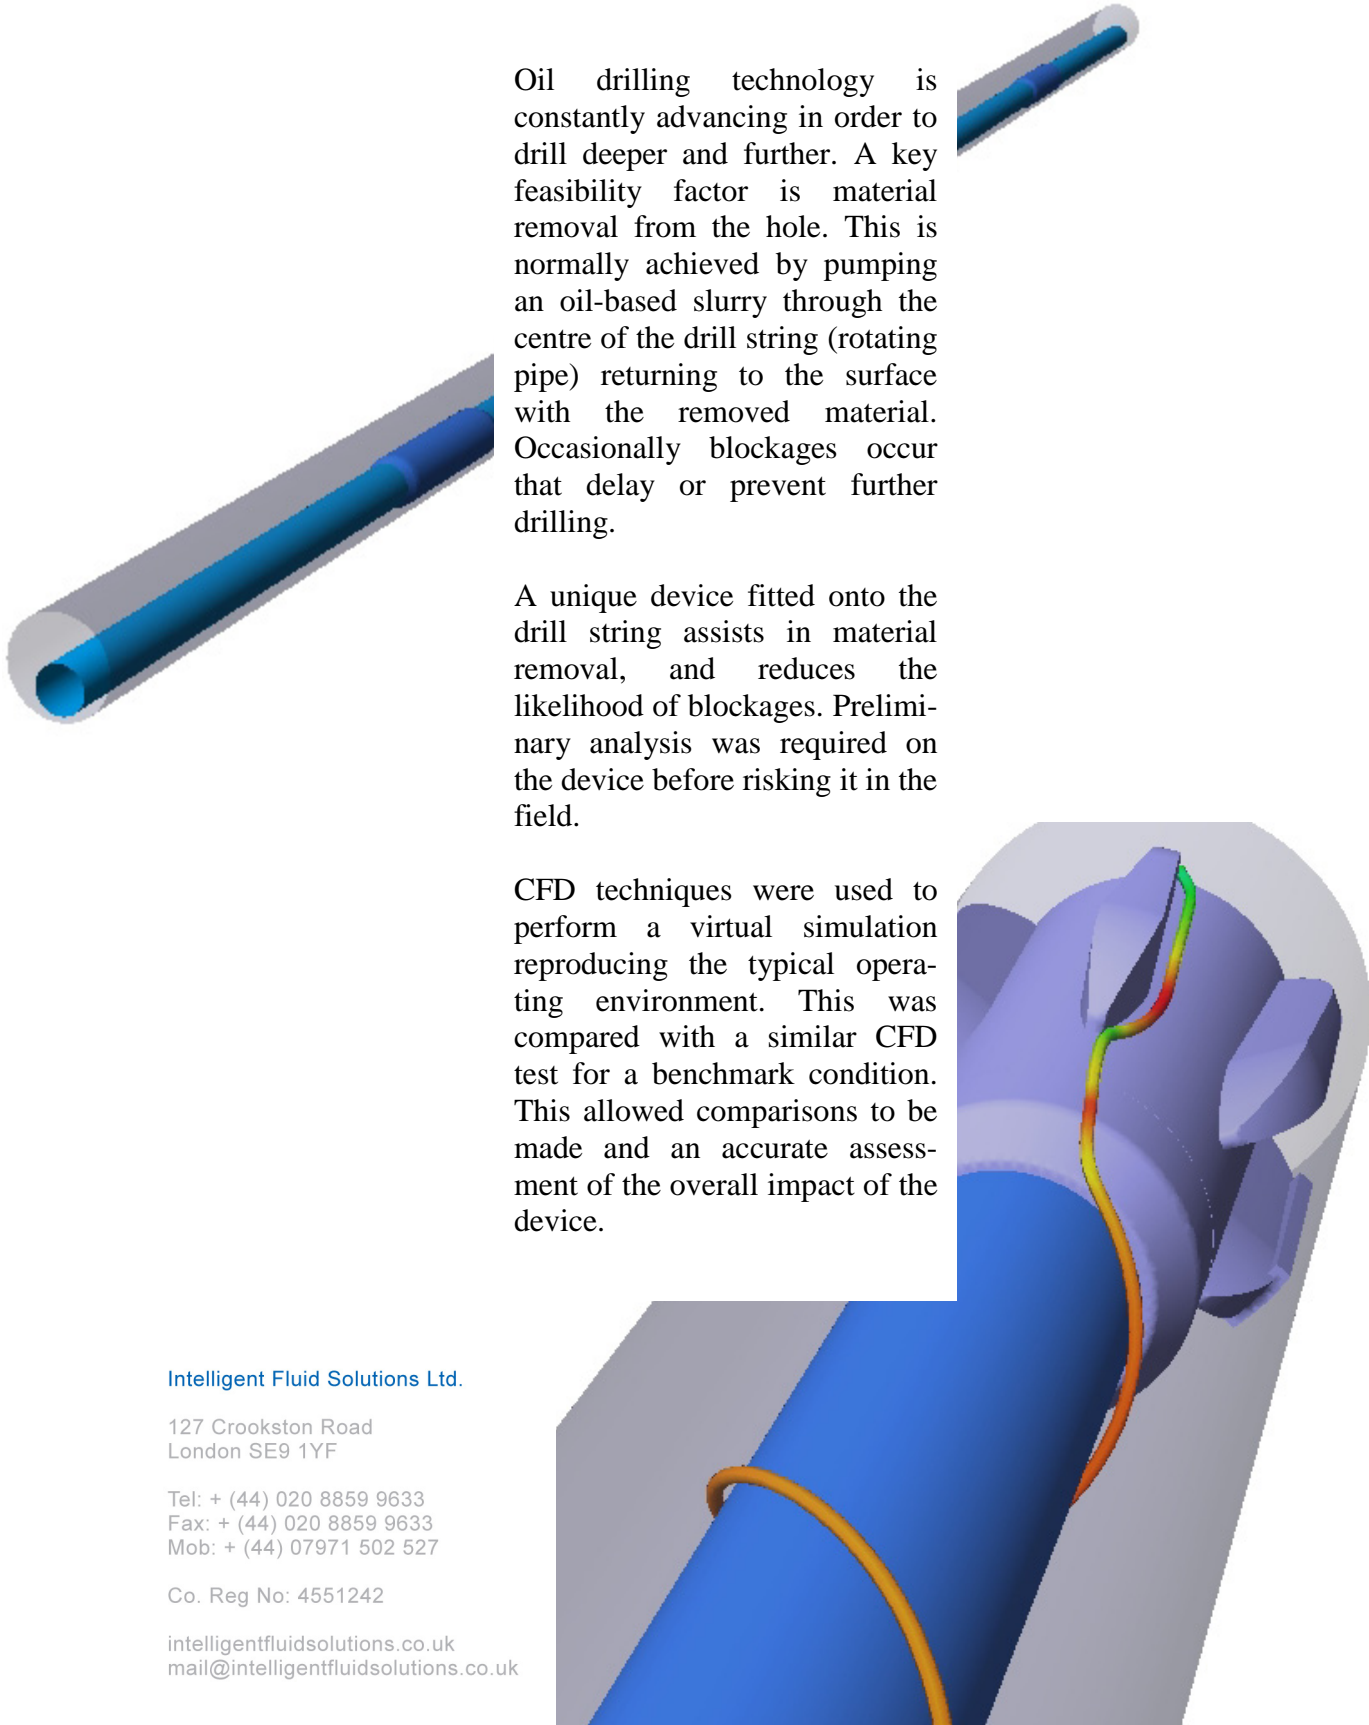 Oil drilling technology is
constantly advancing in order to
drill deeper and further. A key
feasibility factor is material
removal from the hole. This is
normally achieved by pumping
an oil-based slurry through the
centre of the drill string (rotating
pipe) returning to the surface
with the removed material.
Occasionally blockages occur
that delay or prevent further
drilling.
A unique device fitted onto the
drill string assists in material
removal, and reduces the
likelihood of blockages. Prelimi-
nary analysis was required on
the device before risking it in the
field.
CFD techniques were used to
perform a virtual simulation
reproducing the typical opera-
ting environment. This was
compared with a similar CFD
test for a benchmark condition.
This allowed comparisons to be
made and an accurate assess-
ment of the overall impact of the
device.
Intelligent Fluid Solutions Ltd.
127 Crookston Road
London SE9 1YF
Tel: + (44) 020 8859 9633
Fax: + (44) 020 8859 9633
Mob: + (44) 07971 502 527
Co. Reg No: 4551242
intelligentfluidsolutions.co.uk
mail@intelligentfluidsolutions.co.uk